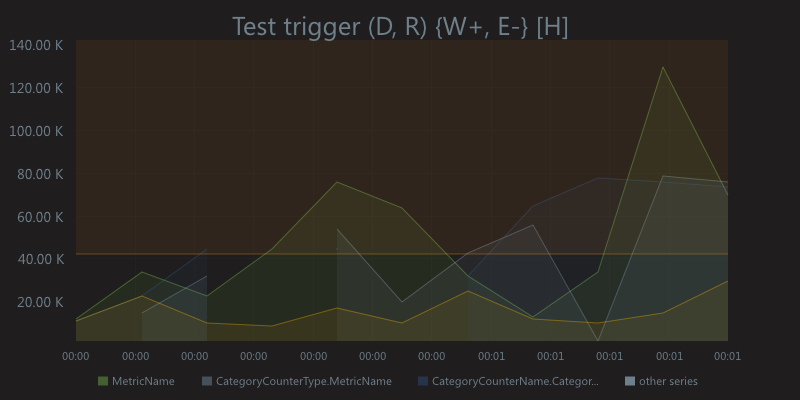 Test trigger (D, R) {W+, E-} [H]
140.00 K
120.00 K
100.00 K
80.00 K
60.00 K
40.00 K
20.00 K
00:00 00:00 00:00 00:00 00:00 00:00 00:00 00:01 00:01 00:01 00:01 00:01
MetricName CategoryCounterType.MetricName CategoryCounterName.Categor... other series